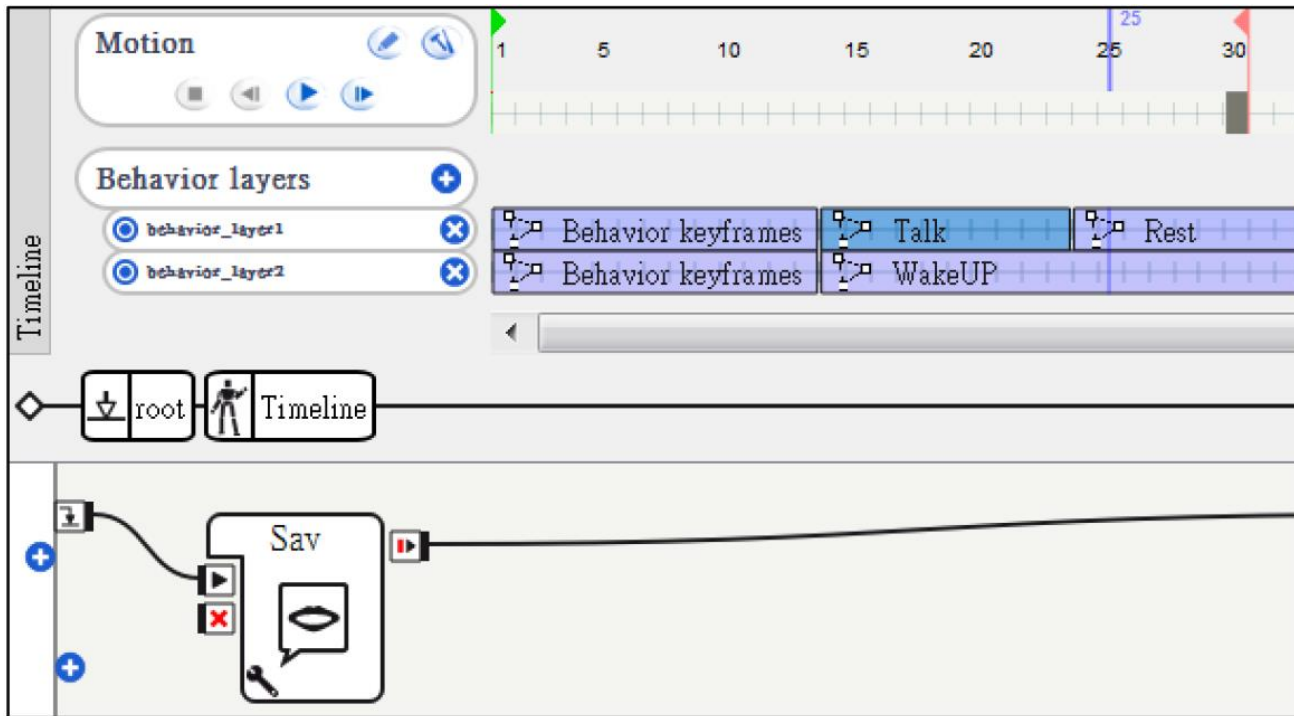 25
Motion
1 5 10 15 20 25 30
Behavior layers
behavior_layer1
Behavior keyframes Talk Rest
behavior_layer2
Behavior keyframes WakeUP
Timeline
root Timeline
Sav